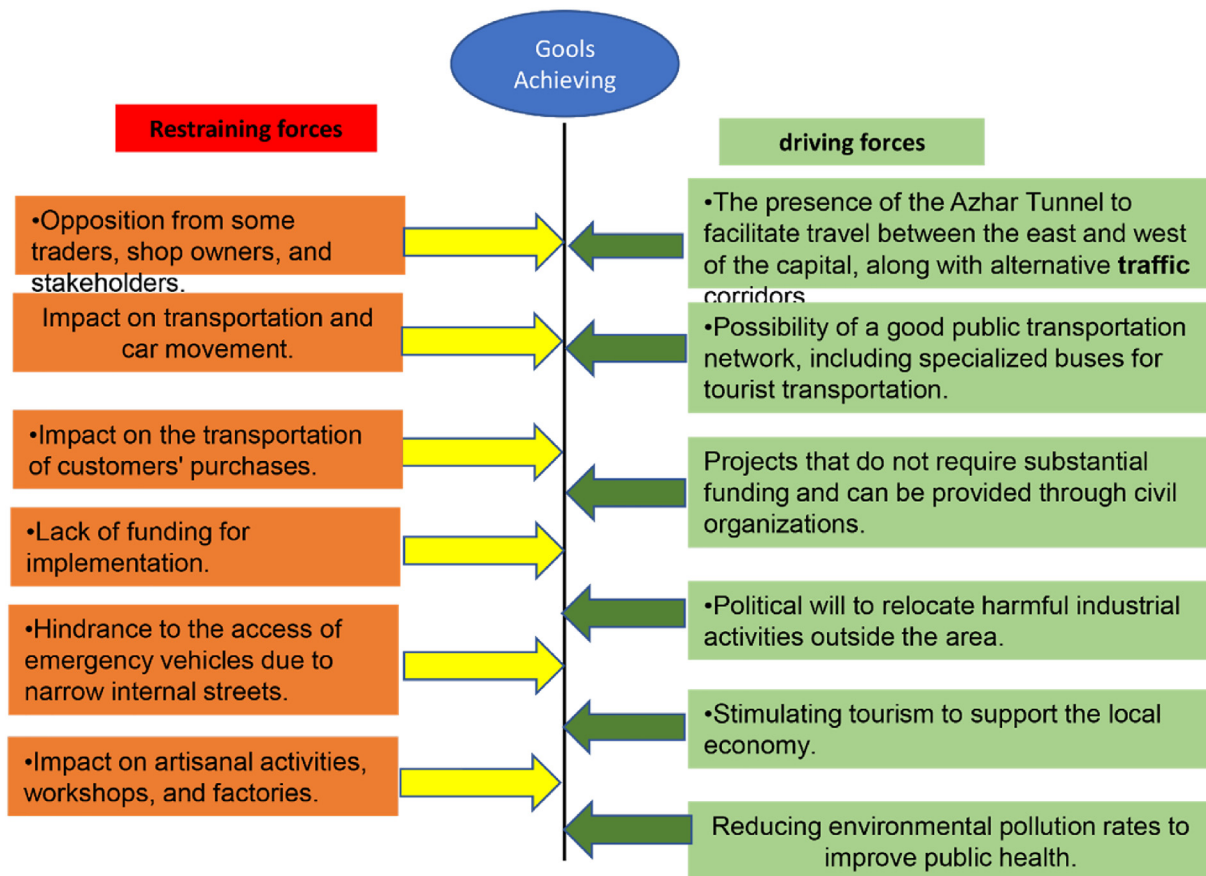 Gools
Achieving
Restraining forces
•Opposition from some
traders, shop owners, and
stakeholders.
Impact on transportation and
car movement.
•Impact on the transportation
of customers' purchases.
•Lack of funding for
implementation.
•Hindrance to the access of
emergency vehicles due to
narrow internal streets.
•Impact on artisanal activities,
workshops, and factories.
driving forces
•The presence of the Azhar Tunnel to
facilitate travel between the east and west
of the capital, along with alternative traffic
corridors
•Possibility of a good public transportation
network, including specialized buses for
tourist transportation.
Projects that do not require substantial
funding and can be provided through civil
organizations.
•Political will to relocate harmful industrial
activities outside the area.
•Stimulating tourism to support the local
economy.
Reducing environmental pollution rates to
improve public health.